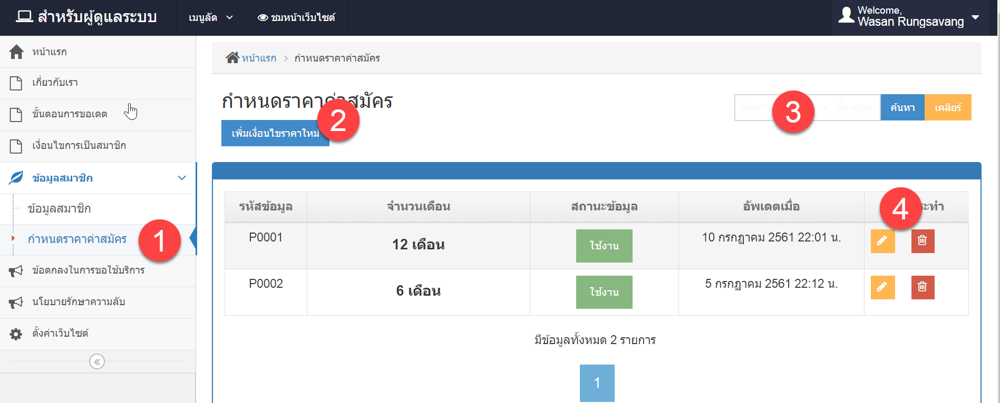 สำหรับผู้ดูแลระบบ
เมนูลัด
ชมหน้าเว็บไซต์
Welcome,
Wasan Rungsavang
หน้าแรก
เกี่ยวกับเรา
ขั้นตอนการขอเดต
เงื่อนไขการเป็นสมาชิก
ข้อมูลสมาชิก
ข้อมูลสมาชิก
กำหนดราคาค่าสมัคร
1
ข้อตกลงในการขอใช้บริการ
นโยบายรักษาความลับ
ตั้งค่าเว็บไซต์
หน้าแรก > กำหนดราคาค่าสมัคร
กำหนดราคาค่าสมัคร
2
เพิ่มเงื่อนไขราคาใหม่
3
ค้นหา
เคลียร์
รหัสข้อมูล จำนวนเดือน สถานะข้อมูล อัพเดตเมื่อ
4
P0001 12 เดือน ใช้งาน 10 กรกฎาคม 2561 22:01 น.
P0002 6 เดือน ใช้งาน 5 กรกฎาคม 2561 22:12 น.
มีข้อมูลทั้งหมด 2 รายการ
1